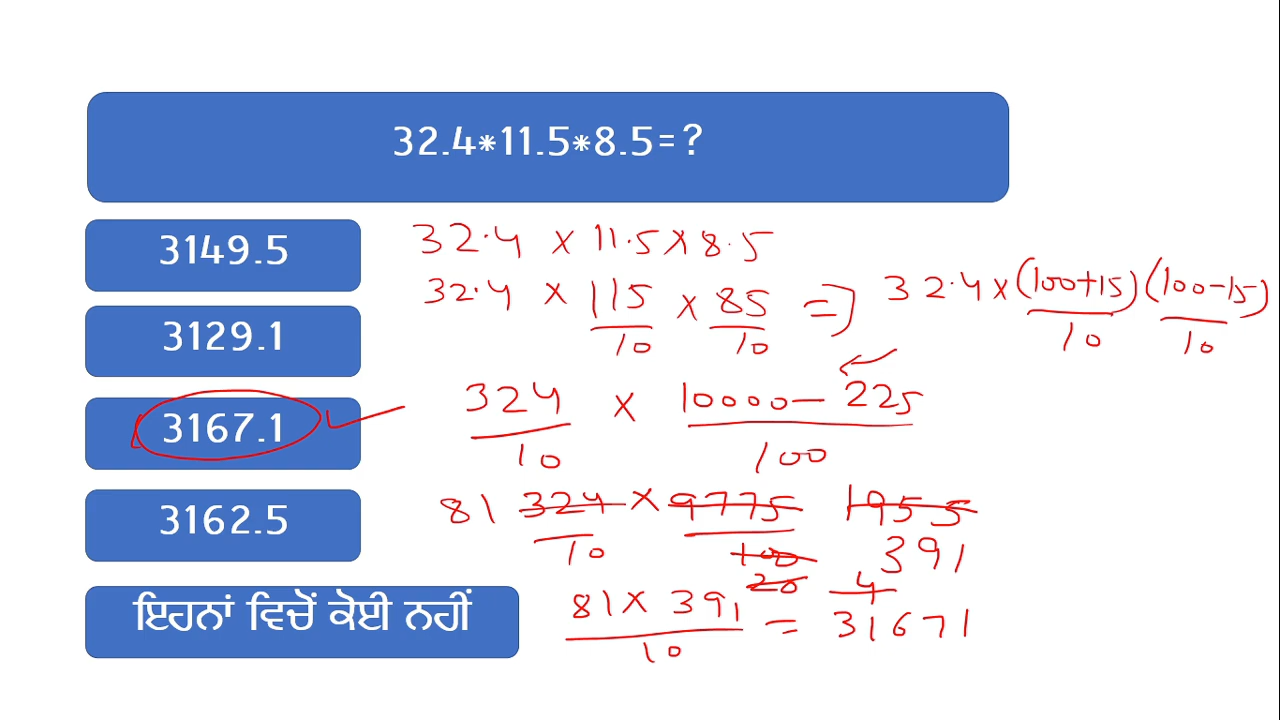 32.4*11.5*8.5=?
3149.5
3129.1
3167.1
3162.5
ਇਹਨਾਂ ਵਿਚੋਂ ਕੋਈ ਨਹੀਂ
32.4 × 11.5 × 8.5
32.4 × 115/10 × 85/10 ⇒ 32.4 × (100+15)/10 (100-15)/10
324/10 × 10000-225/100
81 324/10 × 9775/100 1955
20 391
4
81 × 391/10 = 31671